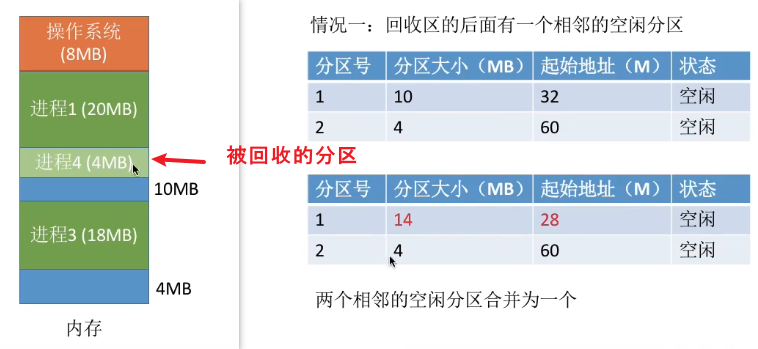 操作系统
(8MB)
进程1 (20MB)
进程4 (4MB)
10MB
进程3 (18MB)
4MB
内存
被回收的分区
情况一：回收区的后面有一个相邻的空闲分区
分区号 分区大小（MB） 起始地址（M） 状态
1 10 32 空闲
2 4 60 空闲
分区号 分区大小（MB） 起始地址（M） 状态
1 14 28 空闲
2 4 60 空闲
两个相邻的空闲分区合并为一个